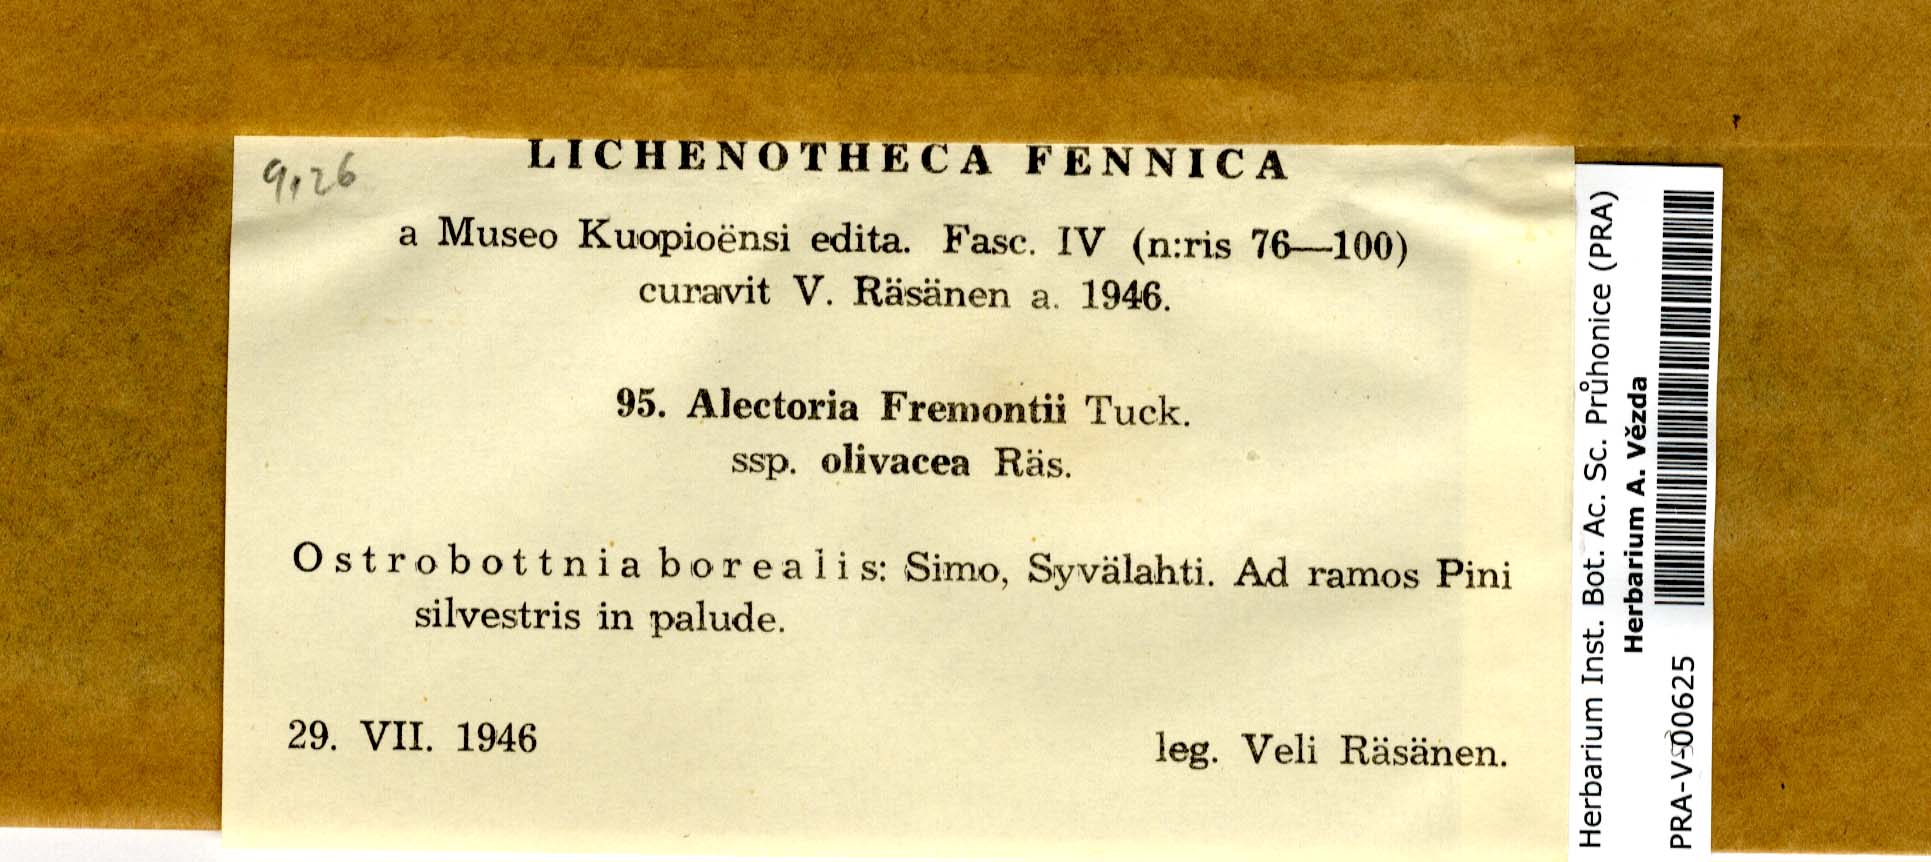 9,26
LICHENOTHECA FENNICA
a Museo Kuopioënsi edita. Fasc. IV (n:ris 76—100)
curavit V. Räsänen a. 1946.
95. Alectoria Fremontii Tuck.
ssp. olivacea Räs.
Ostrobottnia borealis: Simo, Syvälahti. Ad ramos Pini
silvestris in palude.
29. VII. 1946
leg. Veli Räsänen.
Herbarium Inst. Bot. Ac. Sc. Průhonice (PRA)
Herbarium A. Vězda
PRA-V-00625